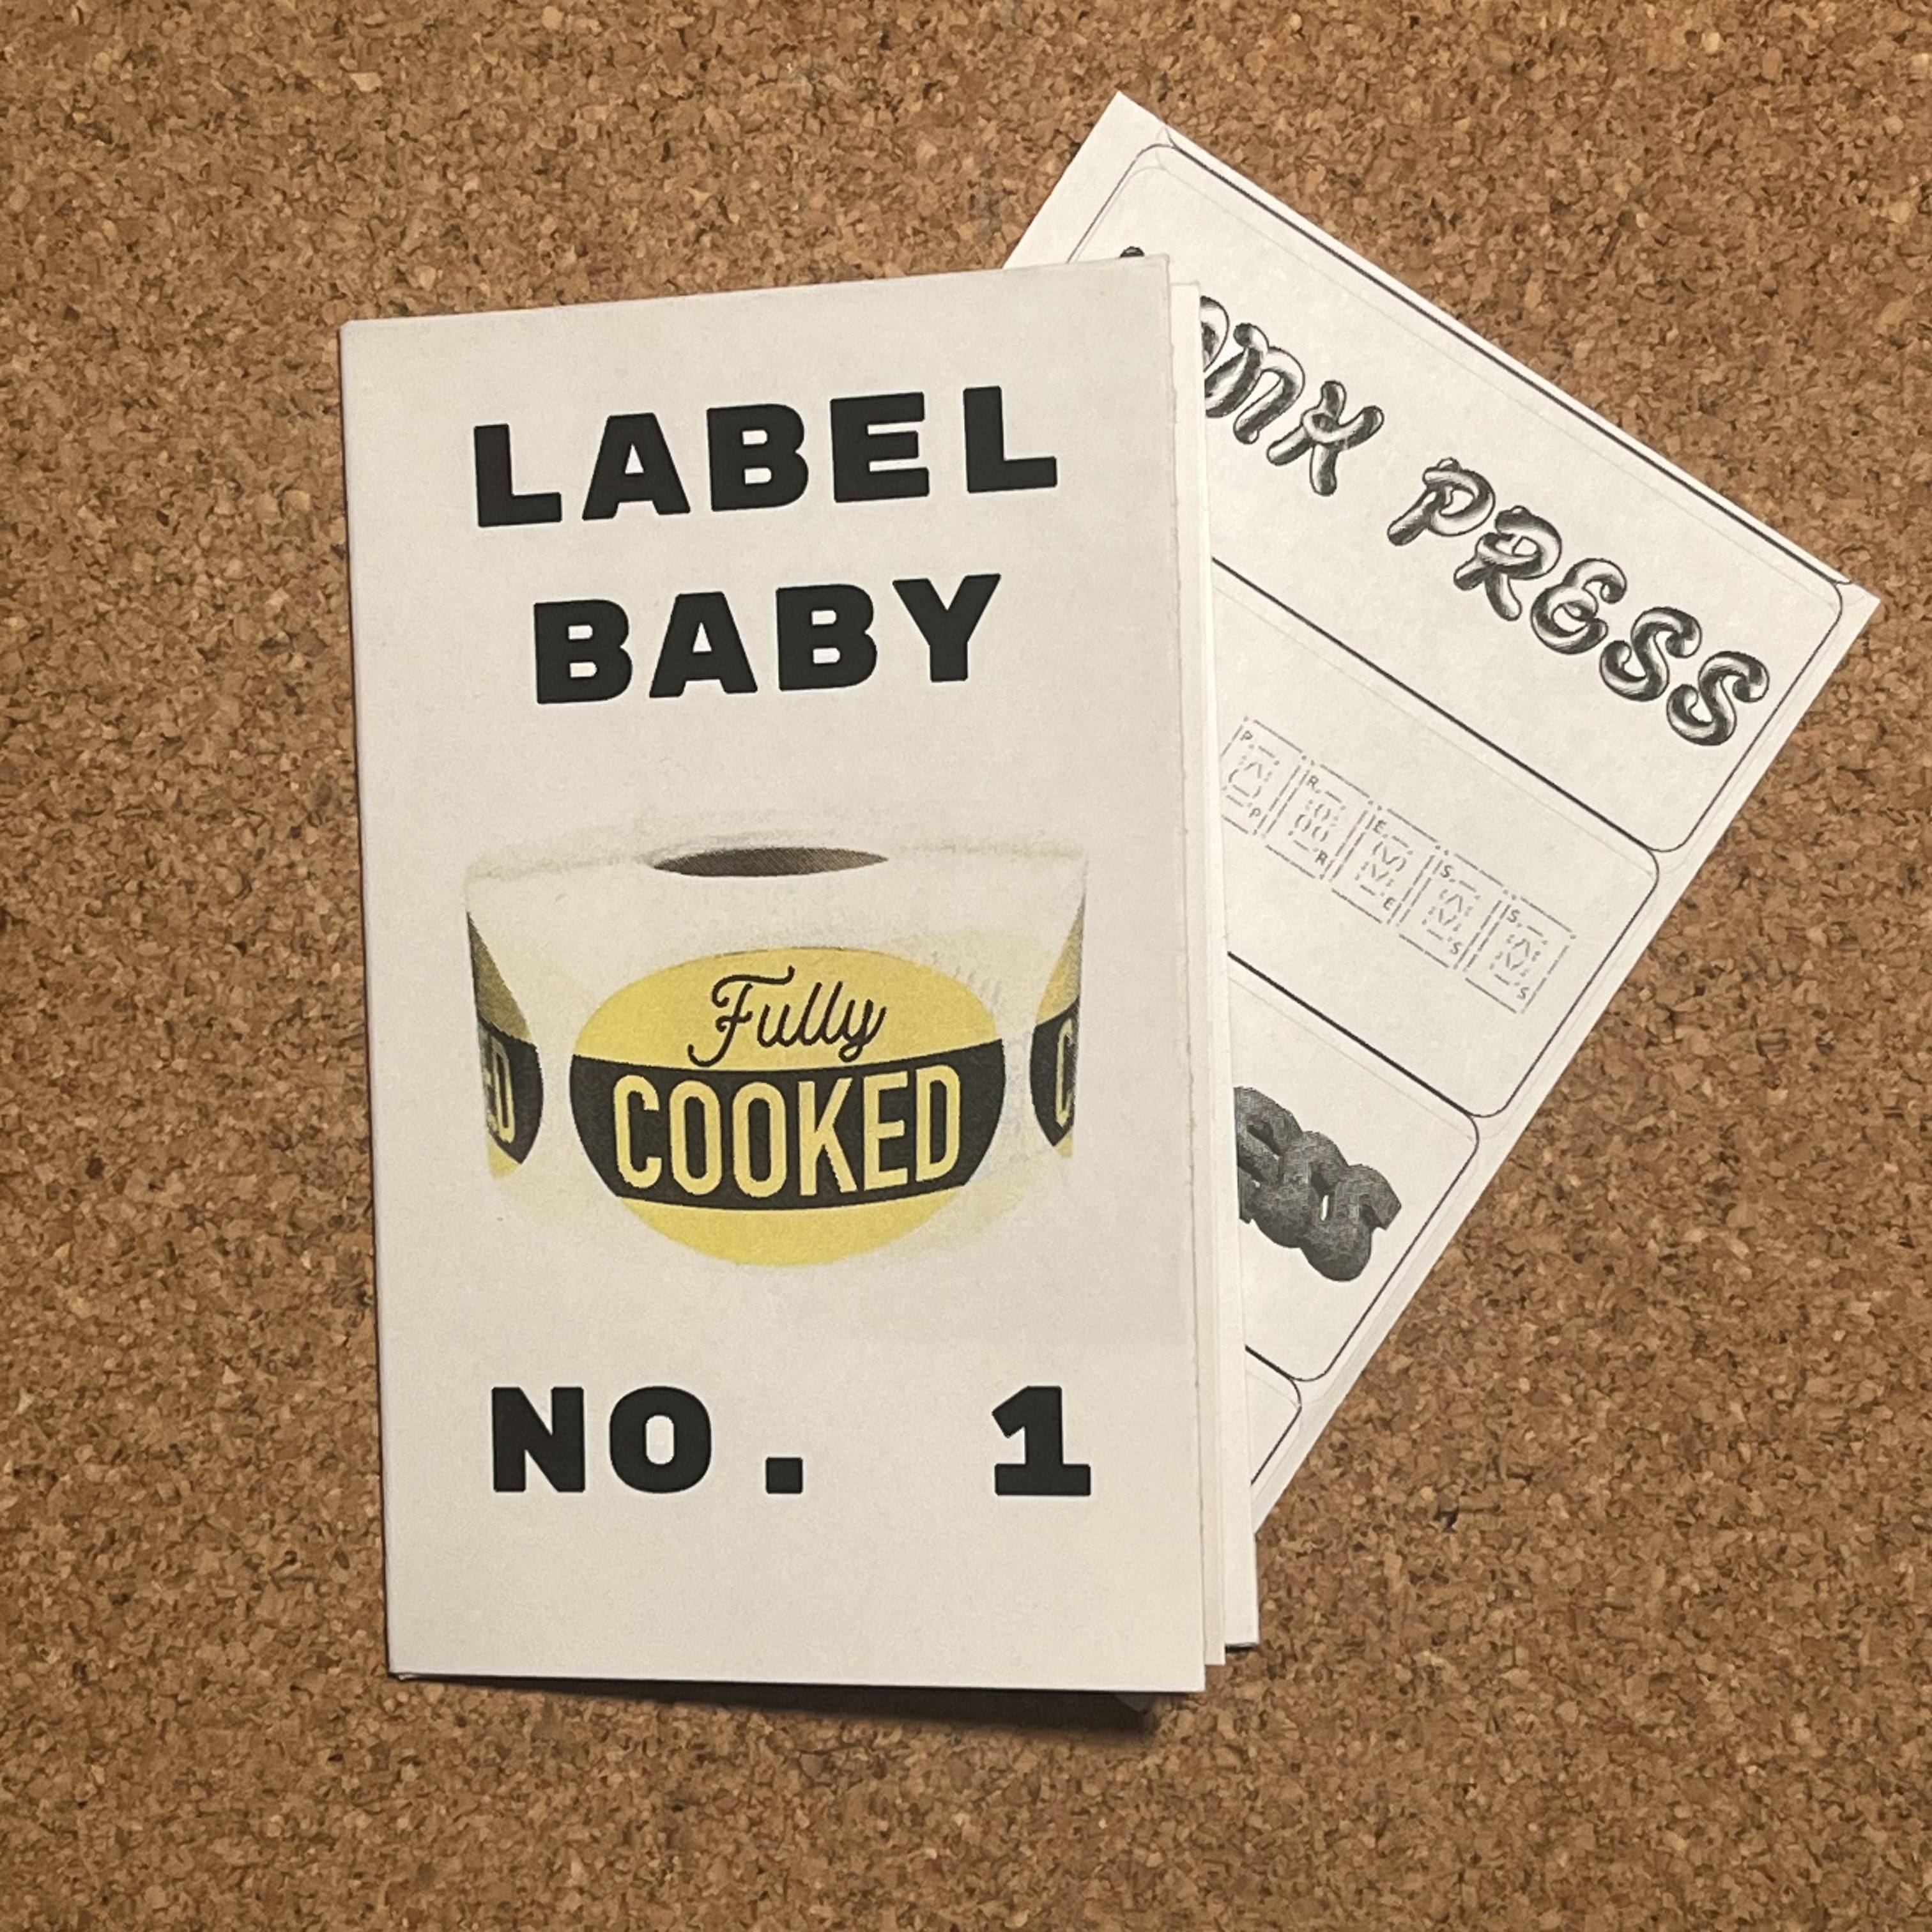 LABEL
BABY
Fully
COOKED
NO. 1
PRESS
P R E S S
P R E S S